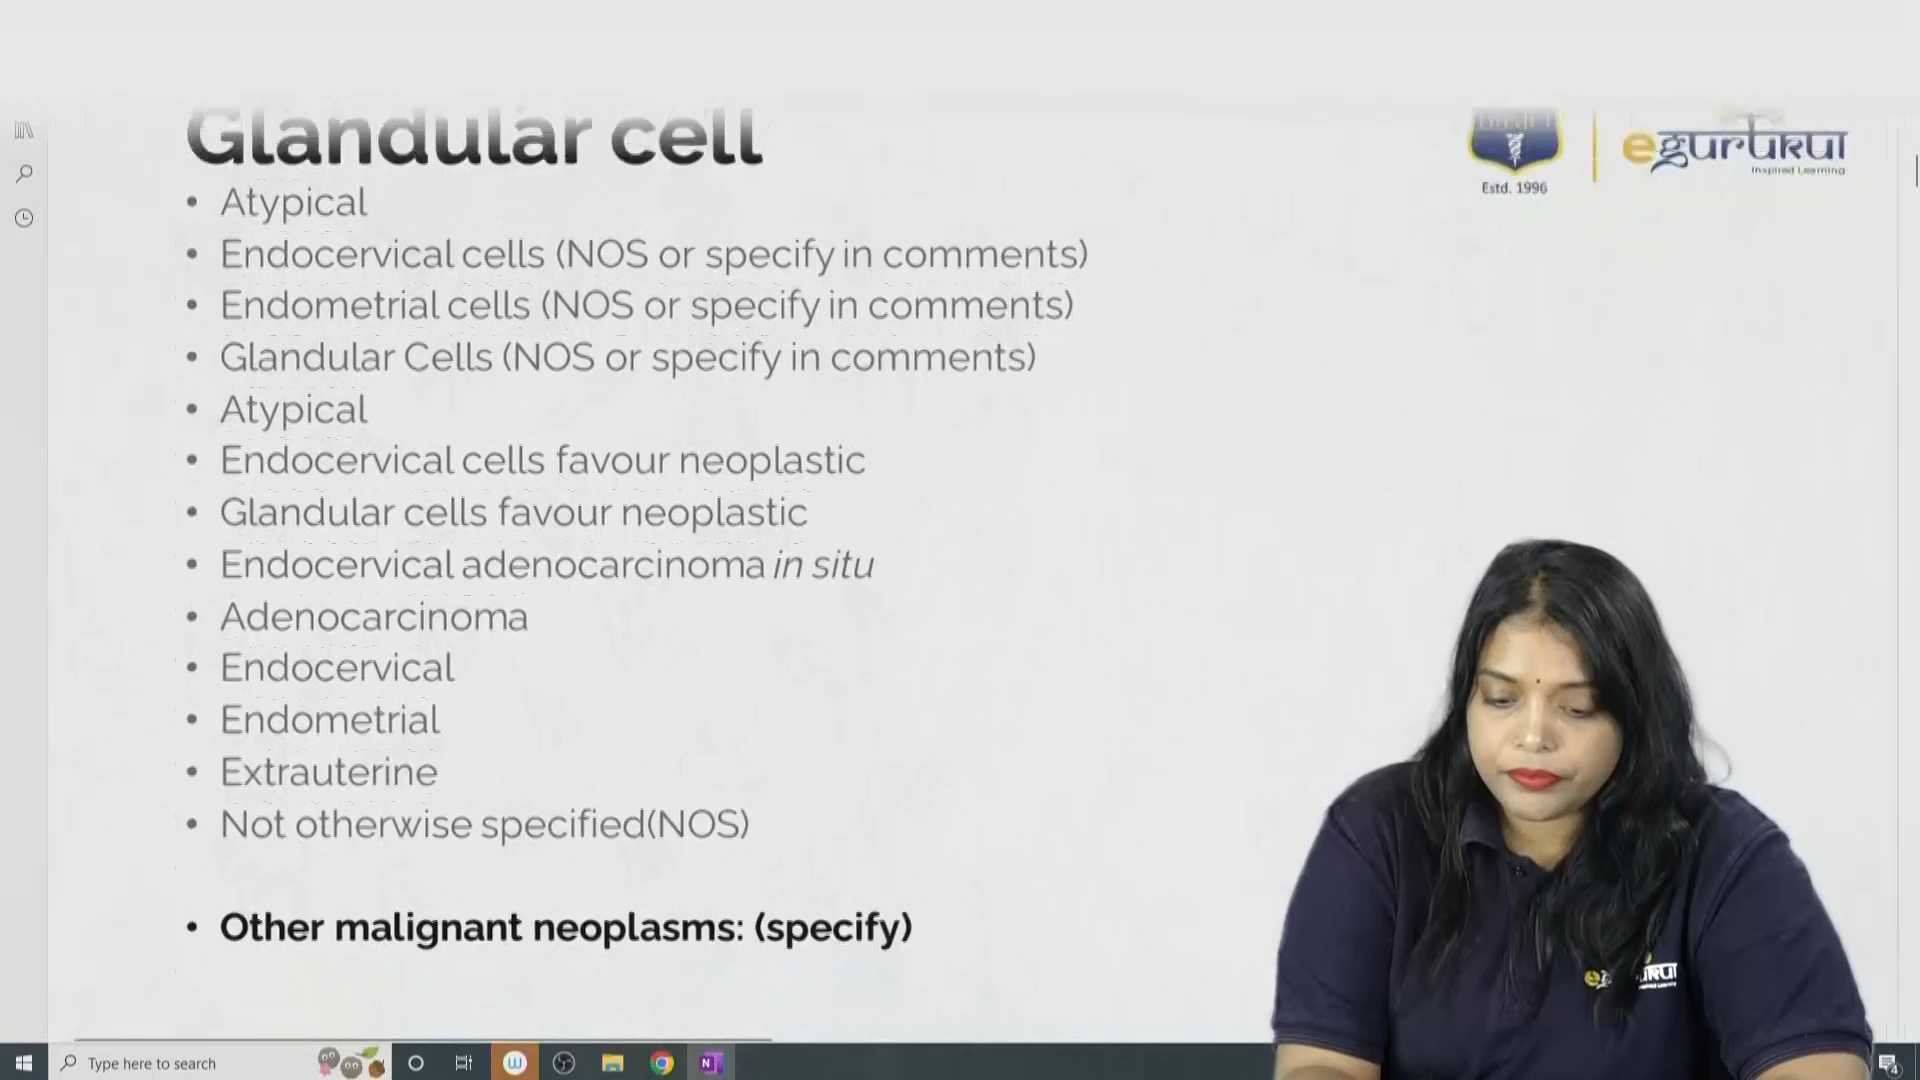 Glandular cell
• Atypical
• Endocervical cells (NOS or specify in comments)
• Endometrial cells (NOS or specify in comments)
• Glandular Cells (NOS or specify in comments)
• Atypical
• Endocervical cells favour neoplastic
• Glandular cells favour neoplastic
• Endocervical adenocarcinoma in situ
• Adenocarcinoma
• Endocervical
• Endometrial
• Extrauterine
• Not otherwise specified(NOS)
• Other malignant neoplasms: (specify)
Estd. 1996
egurukul
Inspired Learning
Type here to search
4